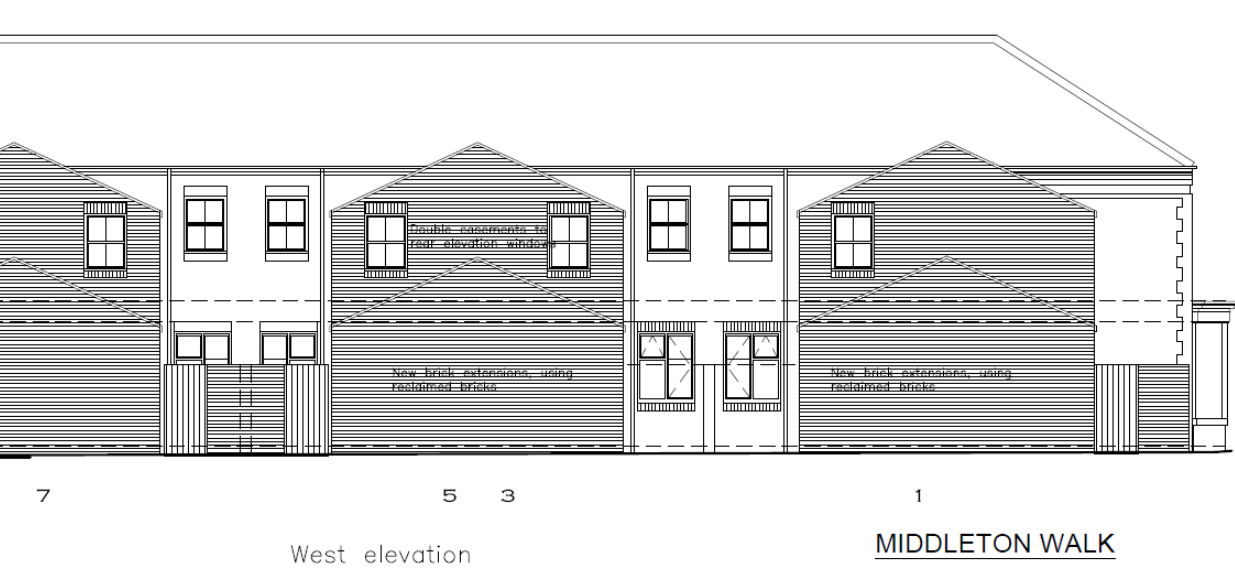 Double casements to
rear elevation windows
New brick extensions, using
reclaimed bricks
New brick extensions, using
reclaimed bricks
7 5 3 1
West elevation
MIDDLETON WALK